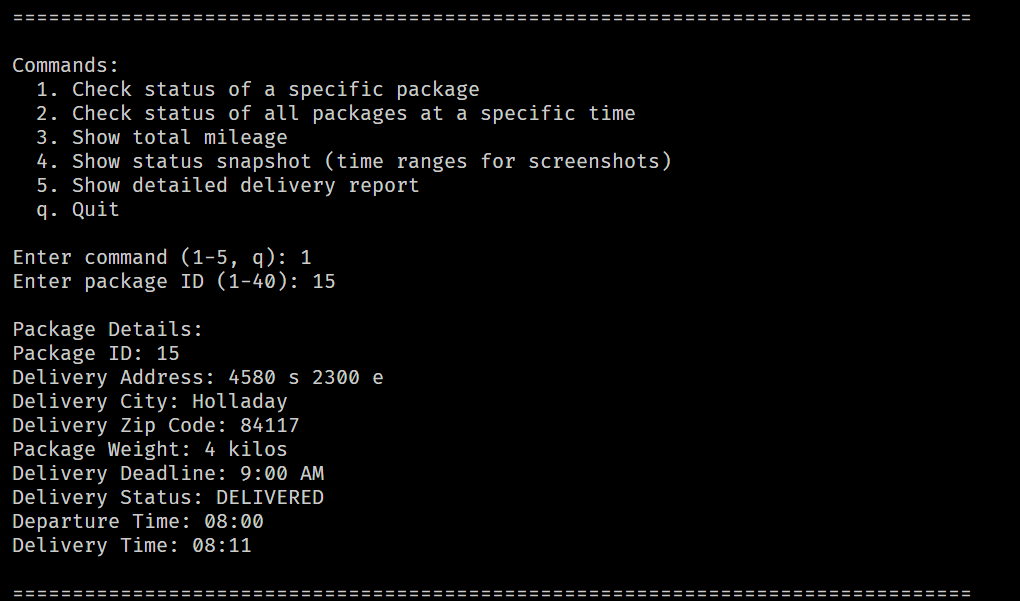 ================================================================================
Commands:
1. Check status of a specific package
2. Check status of all packages at a specific time
3. Show total mileage
4. Show status snapshot (time ranges for screenshots)
5. Show detailed delivery report
q. Quit
Enter command (1-5, q): 1
Enter package ID (1-40): 15
Package Details:
Package ID: 15
Delivery Address: 4580 s 2300 e
Delivery City: Holladay
Delivery Zip Code: 84117
Package Weight: 4 kilos
Delivery Deadline: 9:00 AM
Delivery Status: DELIVERED
Departure Time: 08:00
Delivery Time: 08:11
================================================================================